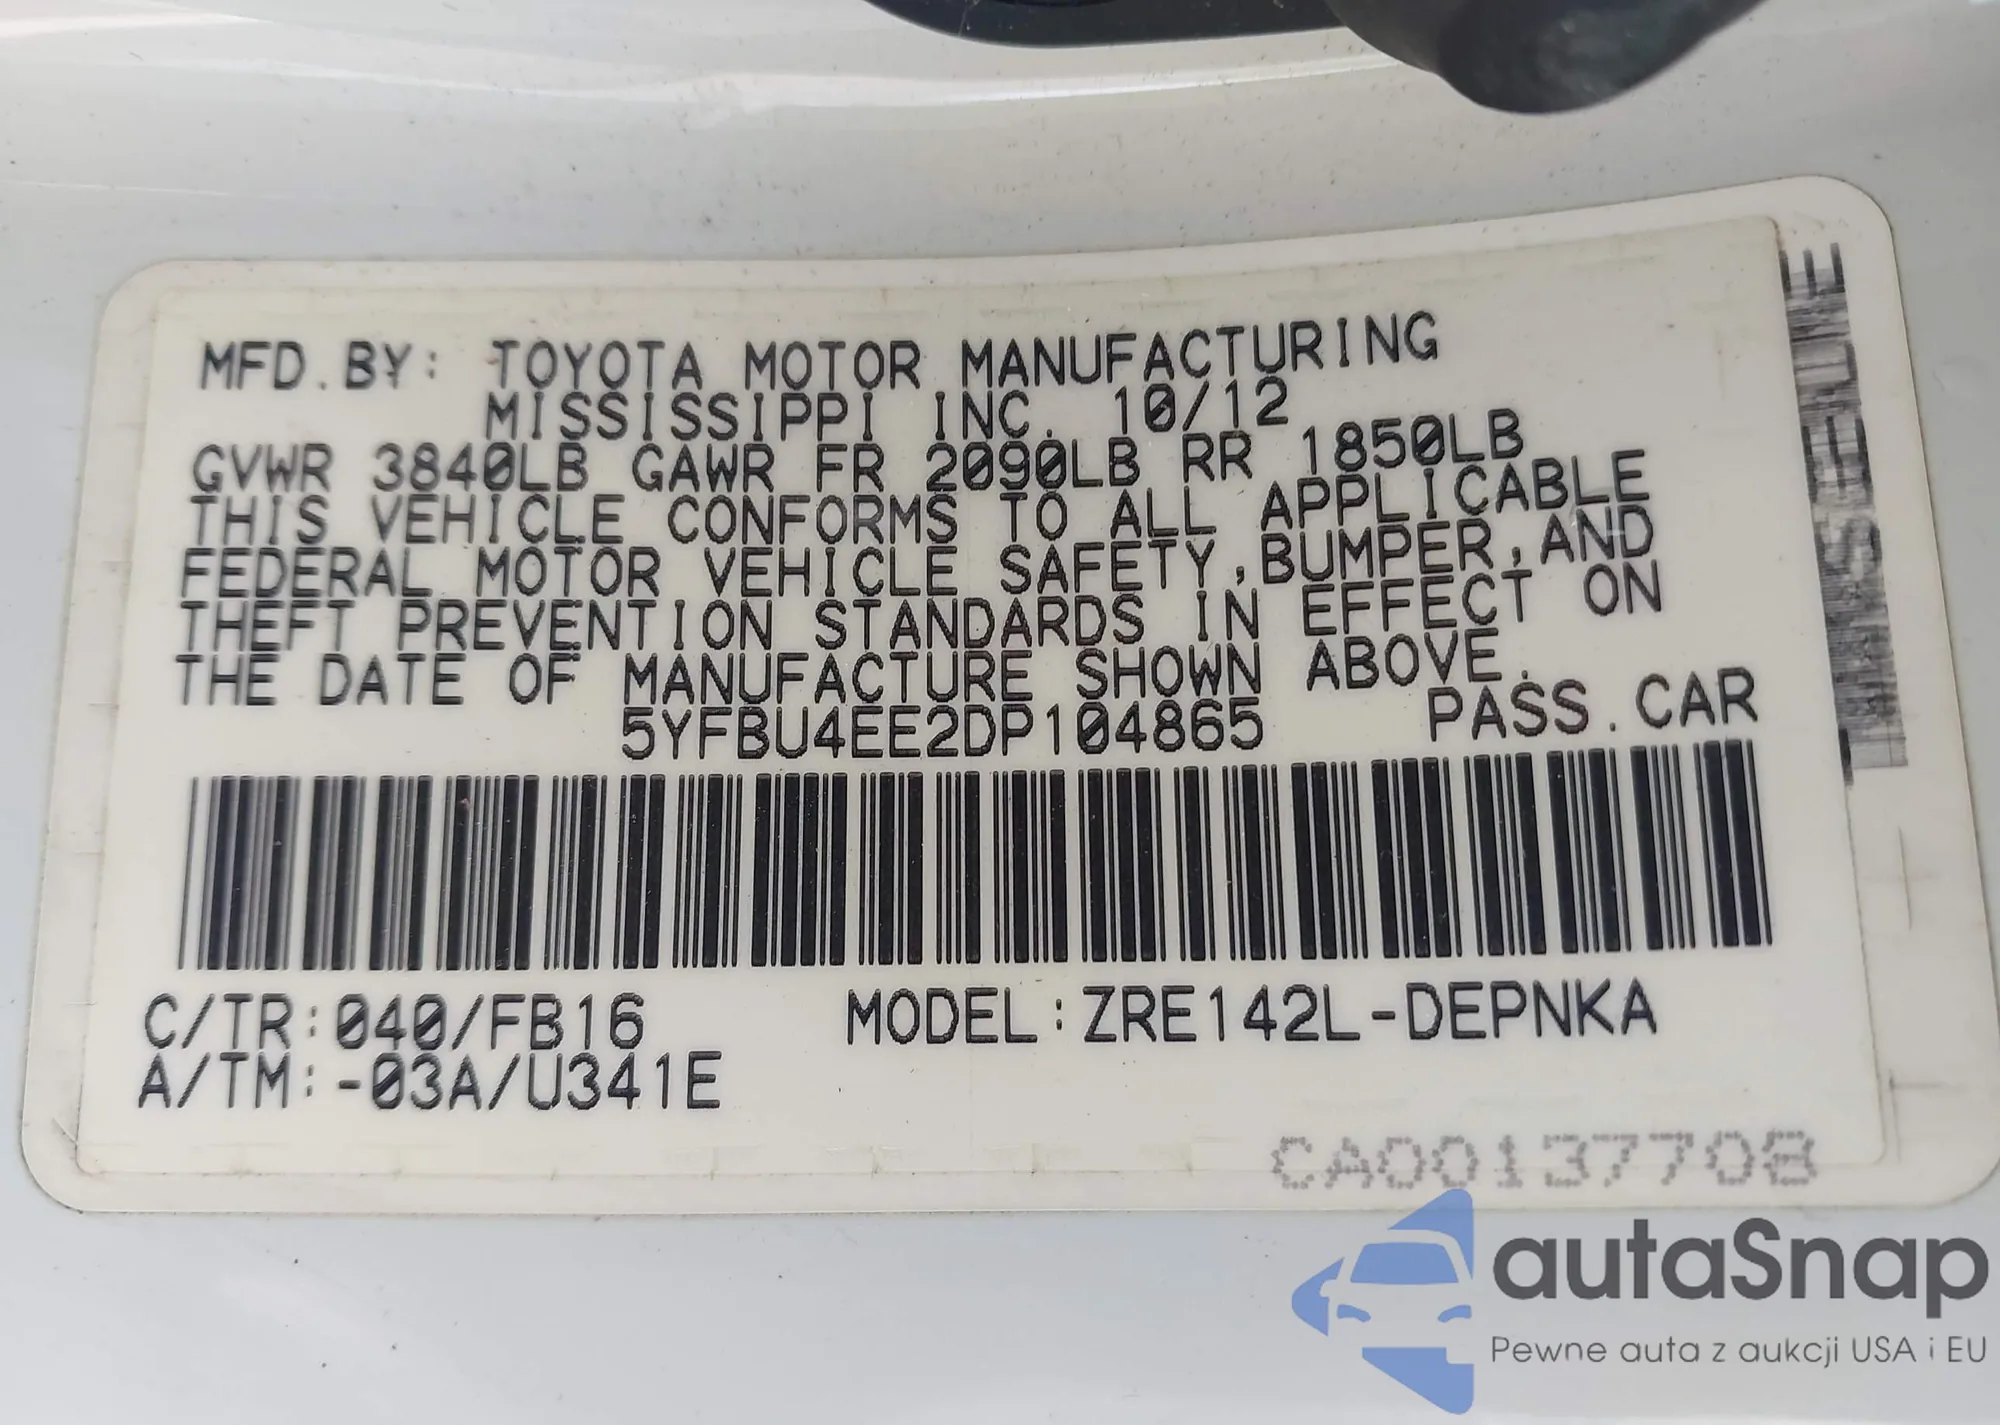 MFD.BY: TOYOTA MOTOR MANUFACTURING
MISSISSIPPI INC. 10/12
GVWR 3840LB GAWR FR 2090LB RR 1850LB
THIS VEHICLE CONFORMS TO ALL APPLICABLE
FEDERAL MOTOR VEHICLE SAFETY,BUMPER,AND
THEFT PREVENTION STANDARDS IN EFFECT ON
THE DATE OF MANUFACTURE SHOWN ABOVE.
5YFBU4EE2DP104865 PASS.CAR
C/TR:040/FB16 MODEL:ZRE142L-DEPNKA
A/TM:-03A/U341E
CA00137708
autoSnap
Pewne auta z aukcji USA i EU